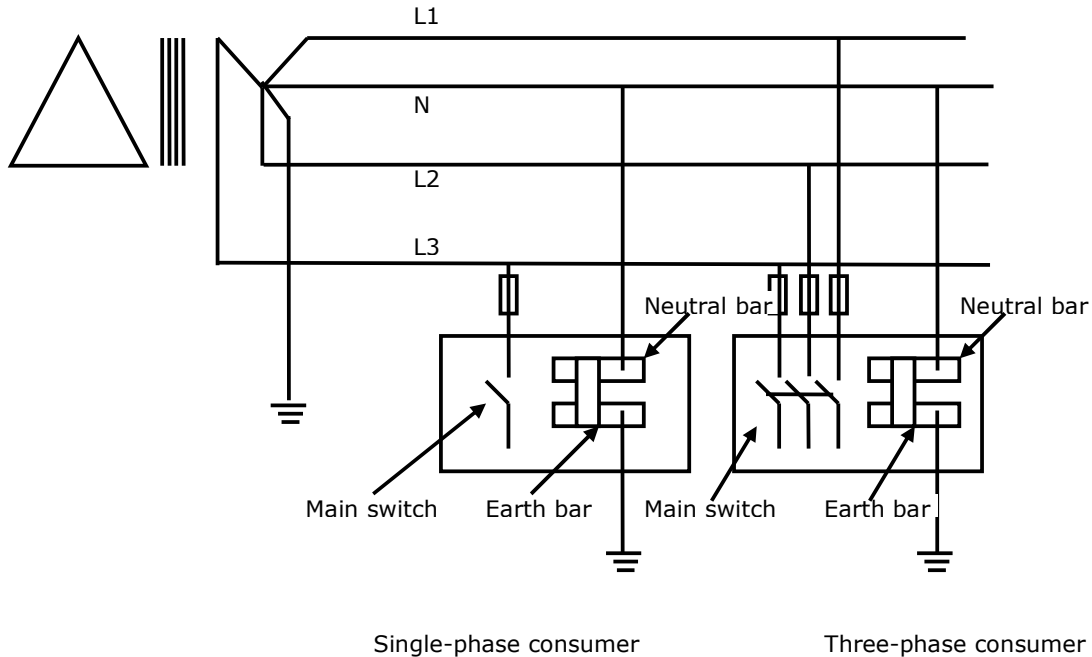 L1
N
L2
L3
Neutral bar
Neutral bar
Main switch
Earth bar
Main switch
Earth bar
Single-phase consumer
Three-phase consumer